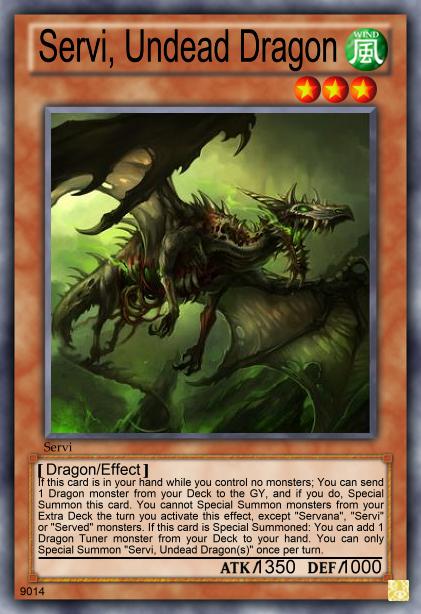 Servi, Undead Dragon
WIND
風
Servi
[ Dragon/Effect ]
If this card is in your hand while you control no monsters; You can send
1 Dragon monster from your Deck to the GY, and if you do, Special
Summon this card. You cannot Special Summon monsters from your
Extra Deck the turn you activate this effect, except "Servana", "Servi"
or "Served" monsters. If this card is Special Summoned: You can add 1
Dragon Tuner monster from your Deck to your hand. You can only
Special Summon "Servi, Undead Dragon(s)" once per turn.
ATK/1350 DEF/1000
9014